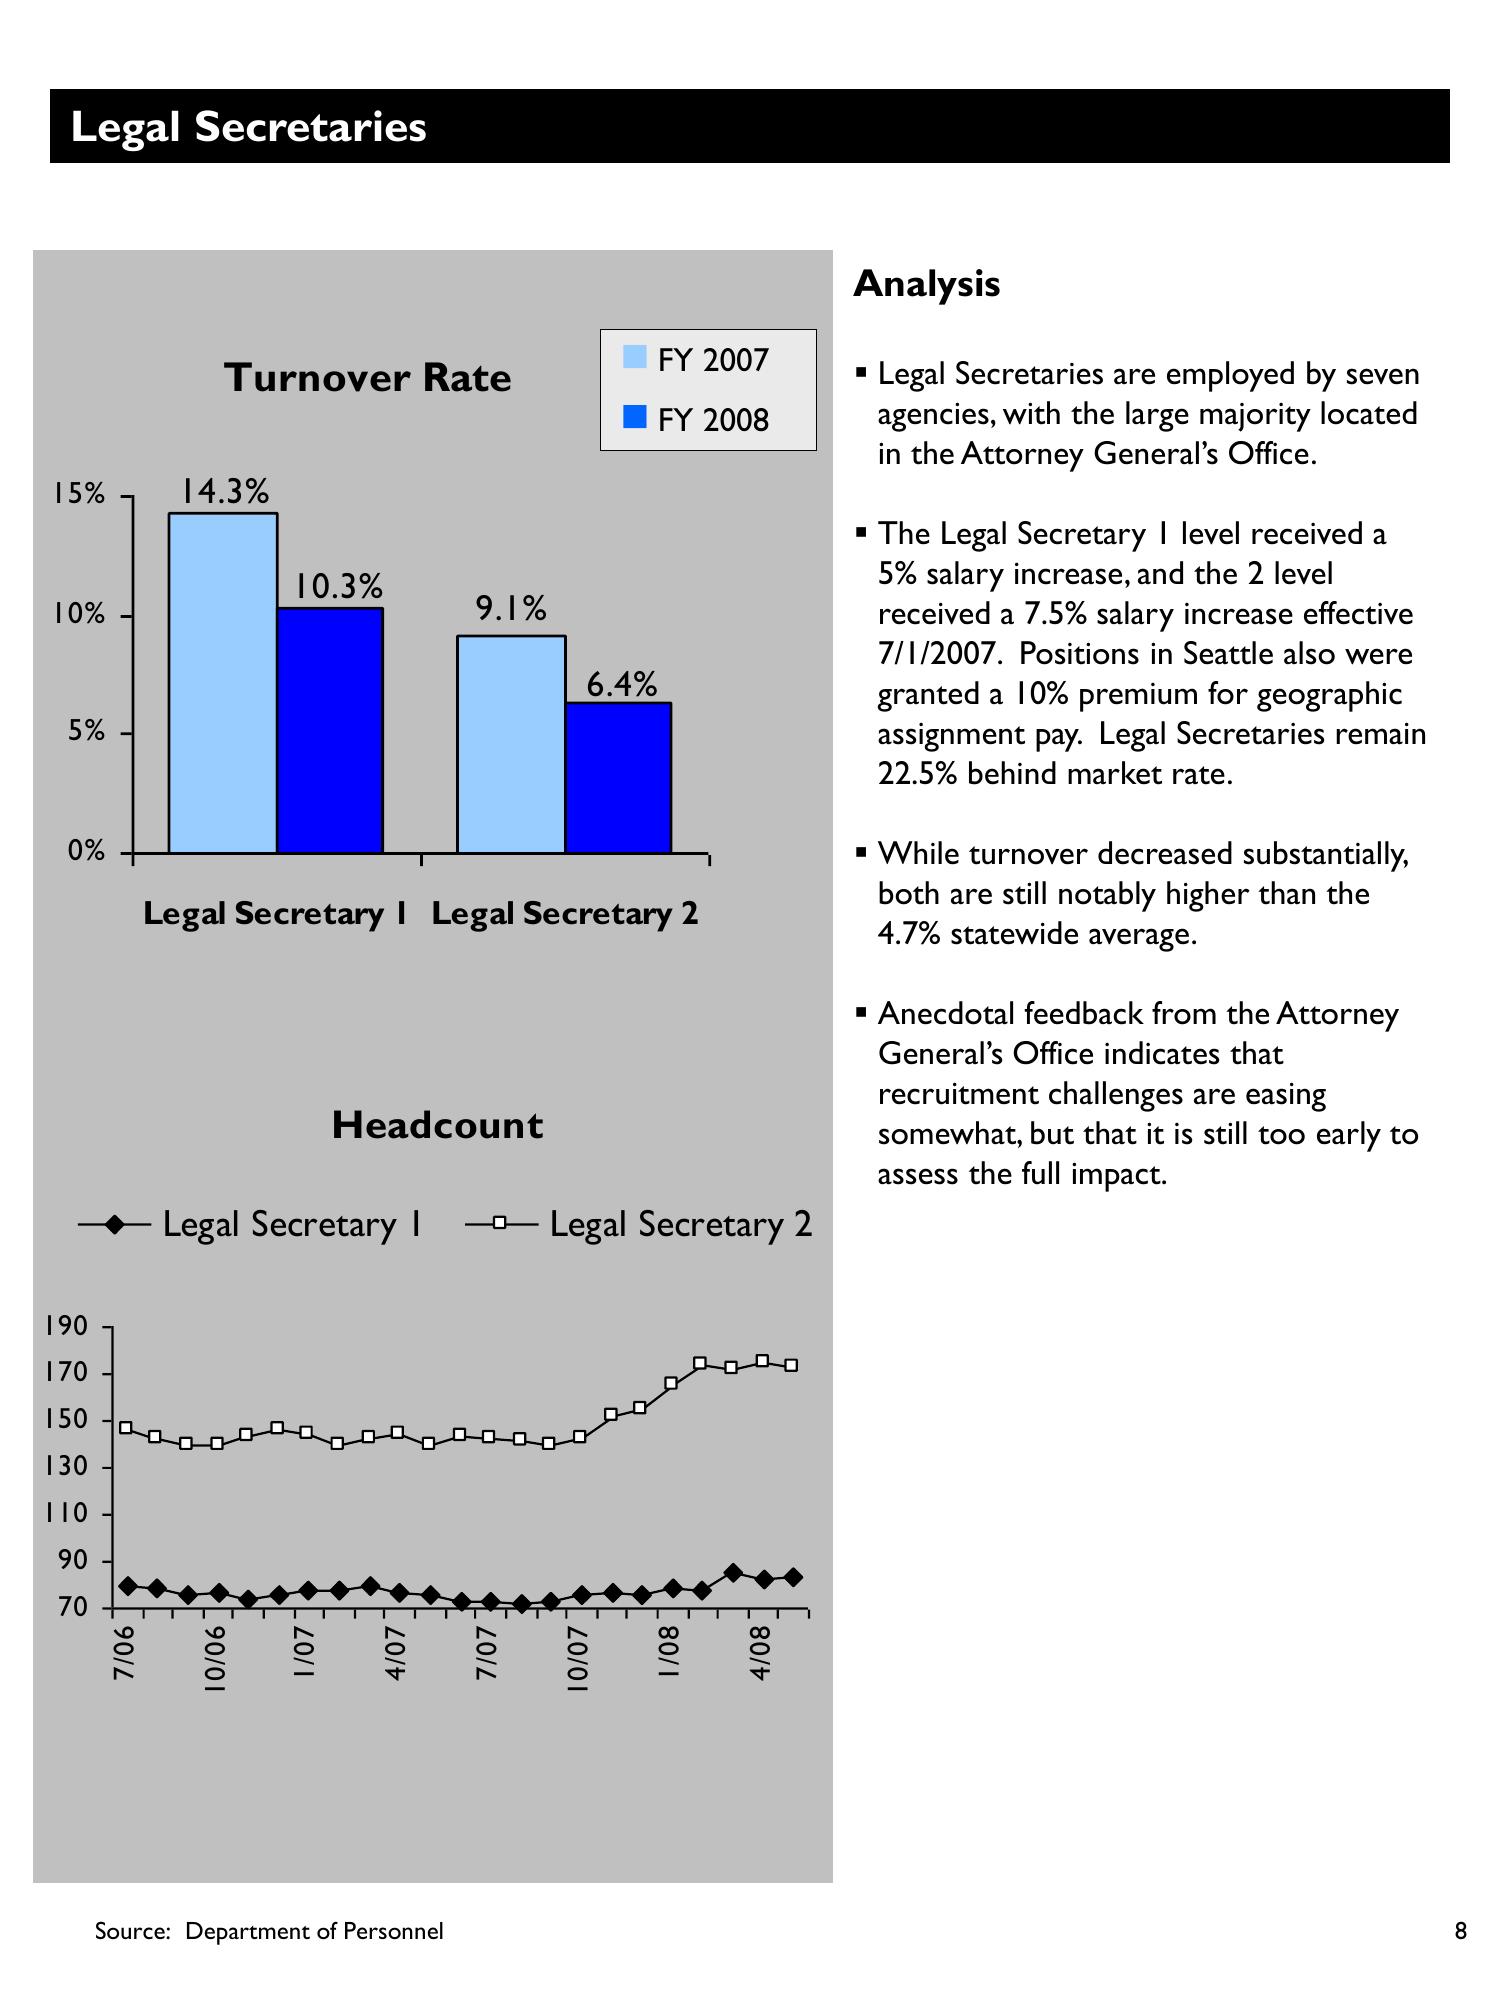 Legal Secretaries
Turnover Rate
FY 2007
FY 2008
15%
10%
5%
0%
14.3%
10.3%
9.1%
6.4%
Legal Secretary 1
Legal Secretary 2
Headcount
Legal Secretary 1
Legal Secretary 2
190
170
150
130
110
90
70
7/06
10/06
1/07
4/07
7/07
10/07
1/08
4/08
Analysis
▪ Legal Secretaries are employed by seven
agencies, with the large majority located
in the Attorney General’s Office.
▪ The Legal Secretary 1 level received a
5% salary increase, and the 2 level
received a 7.5% salary increase effective
7/1/2007.  Positions in Seattle also were
granted a 10% premium for geographic
assignment pay.  Legal Secretaries remain
22.5% behind market rate.
▪ While turnover decreased substantially,
both are still notably higher than the
4.7% statewide average.
▪ Anecdotal feedback from the Attorney
General’s Office indicates that
recruitment challenges are easing
somewhat, but that it is still too early to
assess the full impact.
Source:  Department of Personnel
8